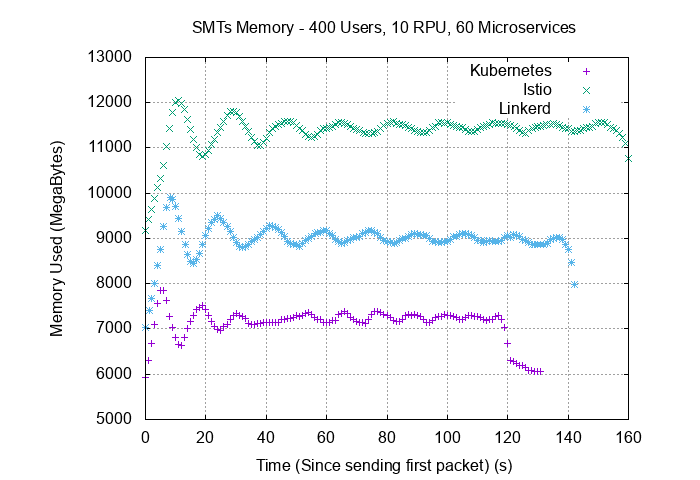 SMTs Memory - 400 Users, 10 RPU, 60 Microservices
13000
12000
11000
10000
9000
8000
7000
6000
5000
Memory Used (MegaBytes)
Kubernetes
Istio
Linkerd
0 20 40 60 80 100 120 140 160
Time (Since sending first packet) (s)